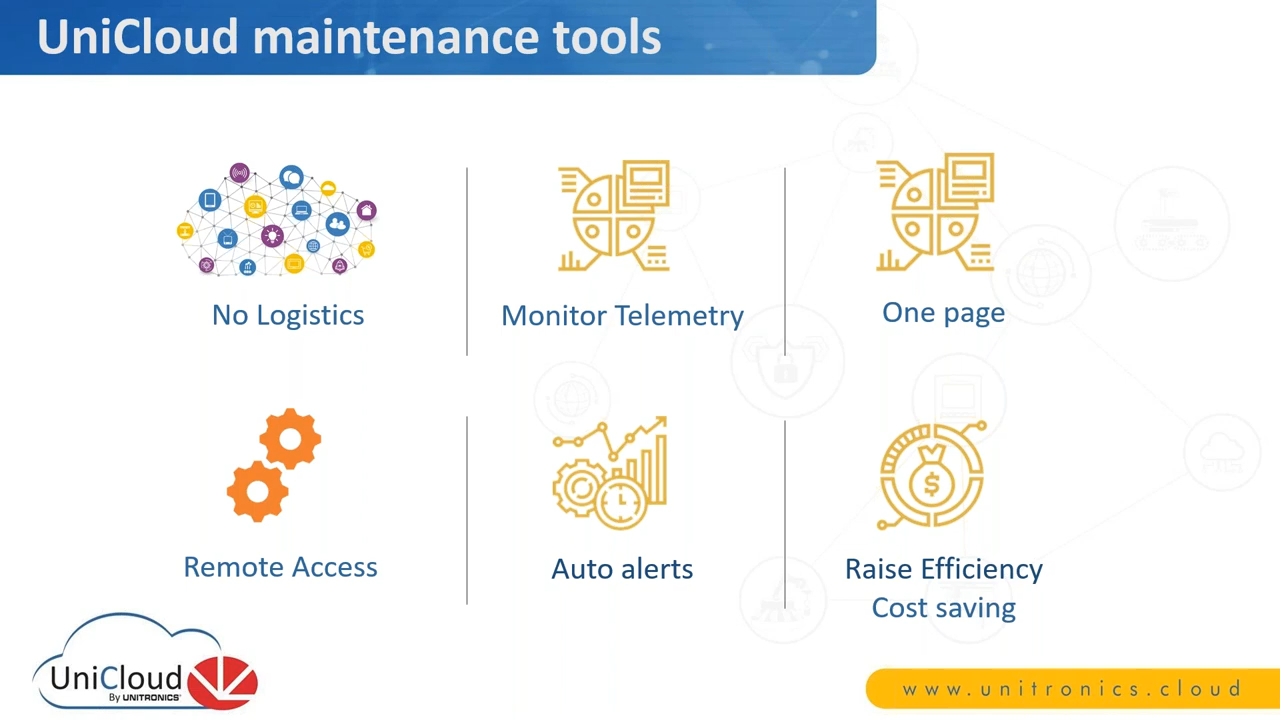 UniCloud maintenance tools
No Logistics
Monitor Telemetry
One page
Remote Access
Auto alerts
Raise Efficiency
Cost saving
$
UniCloud
By UNITRONICS®
www.unitronics.cloud